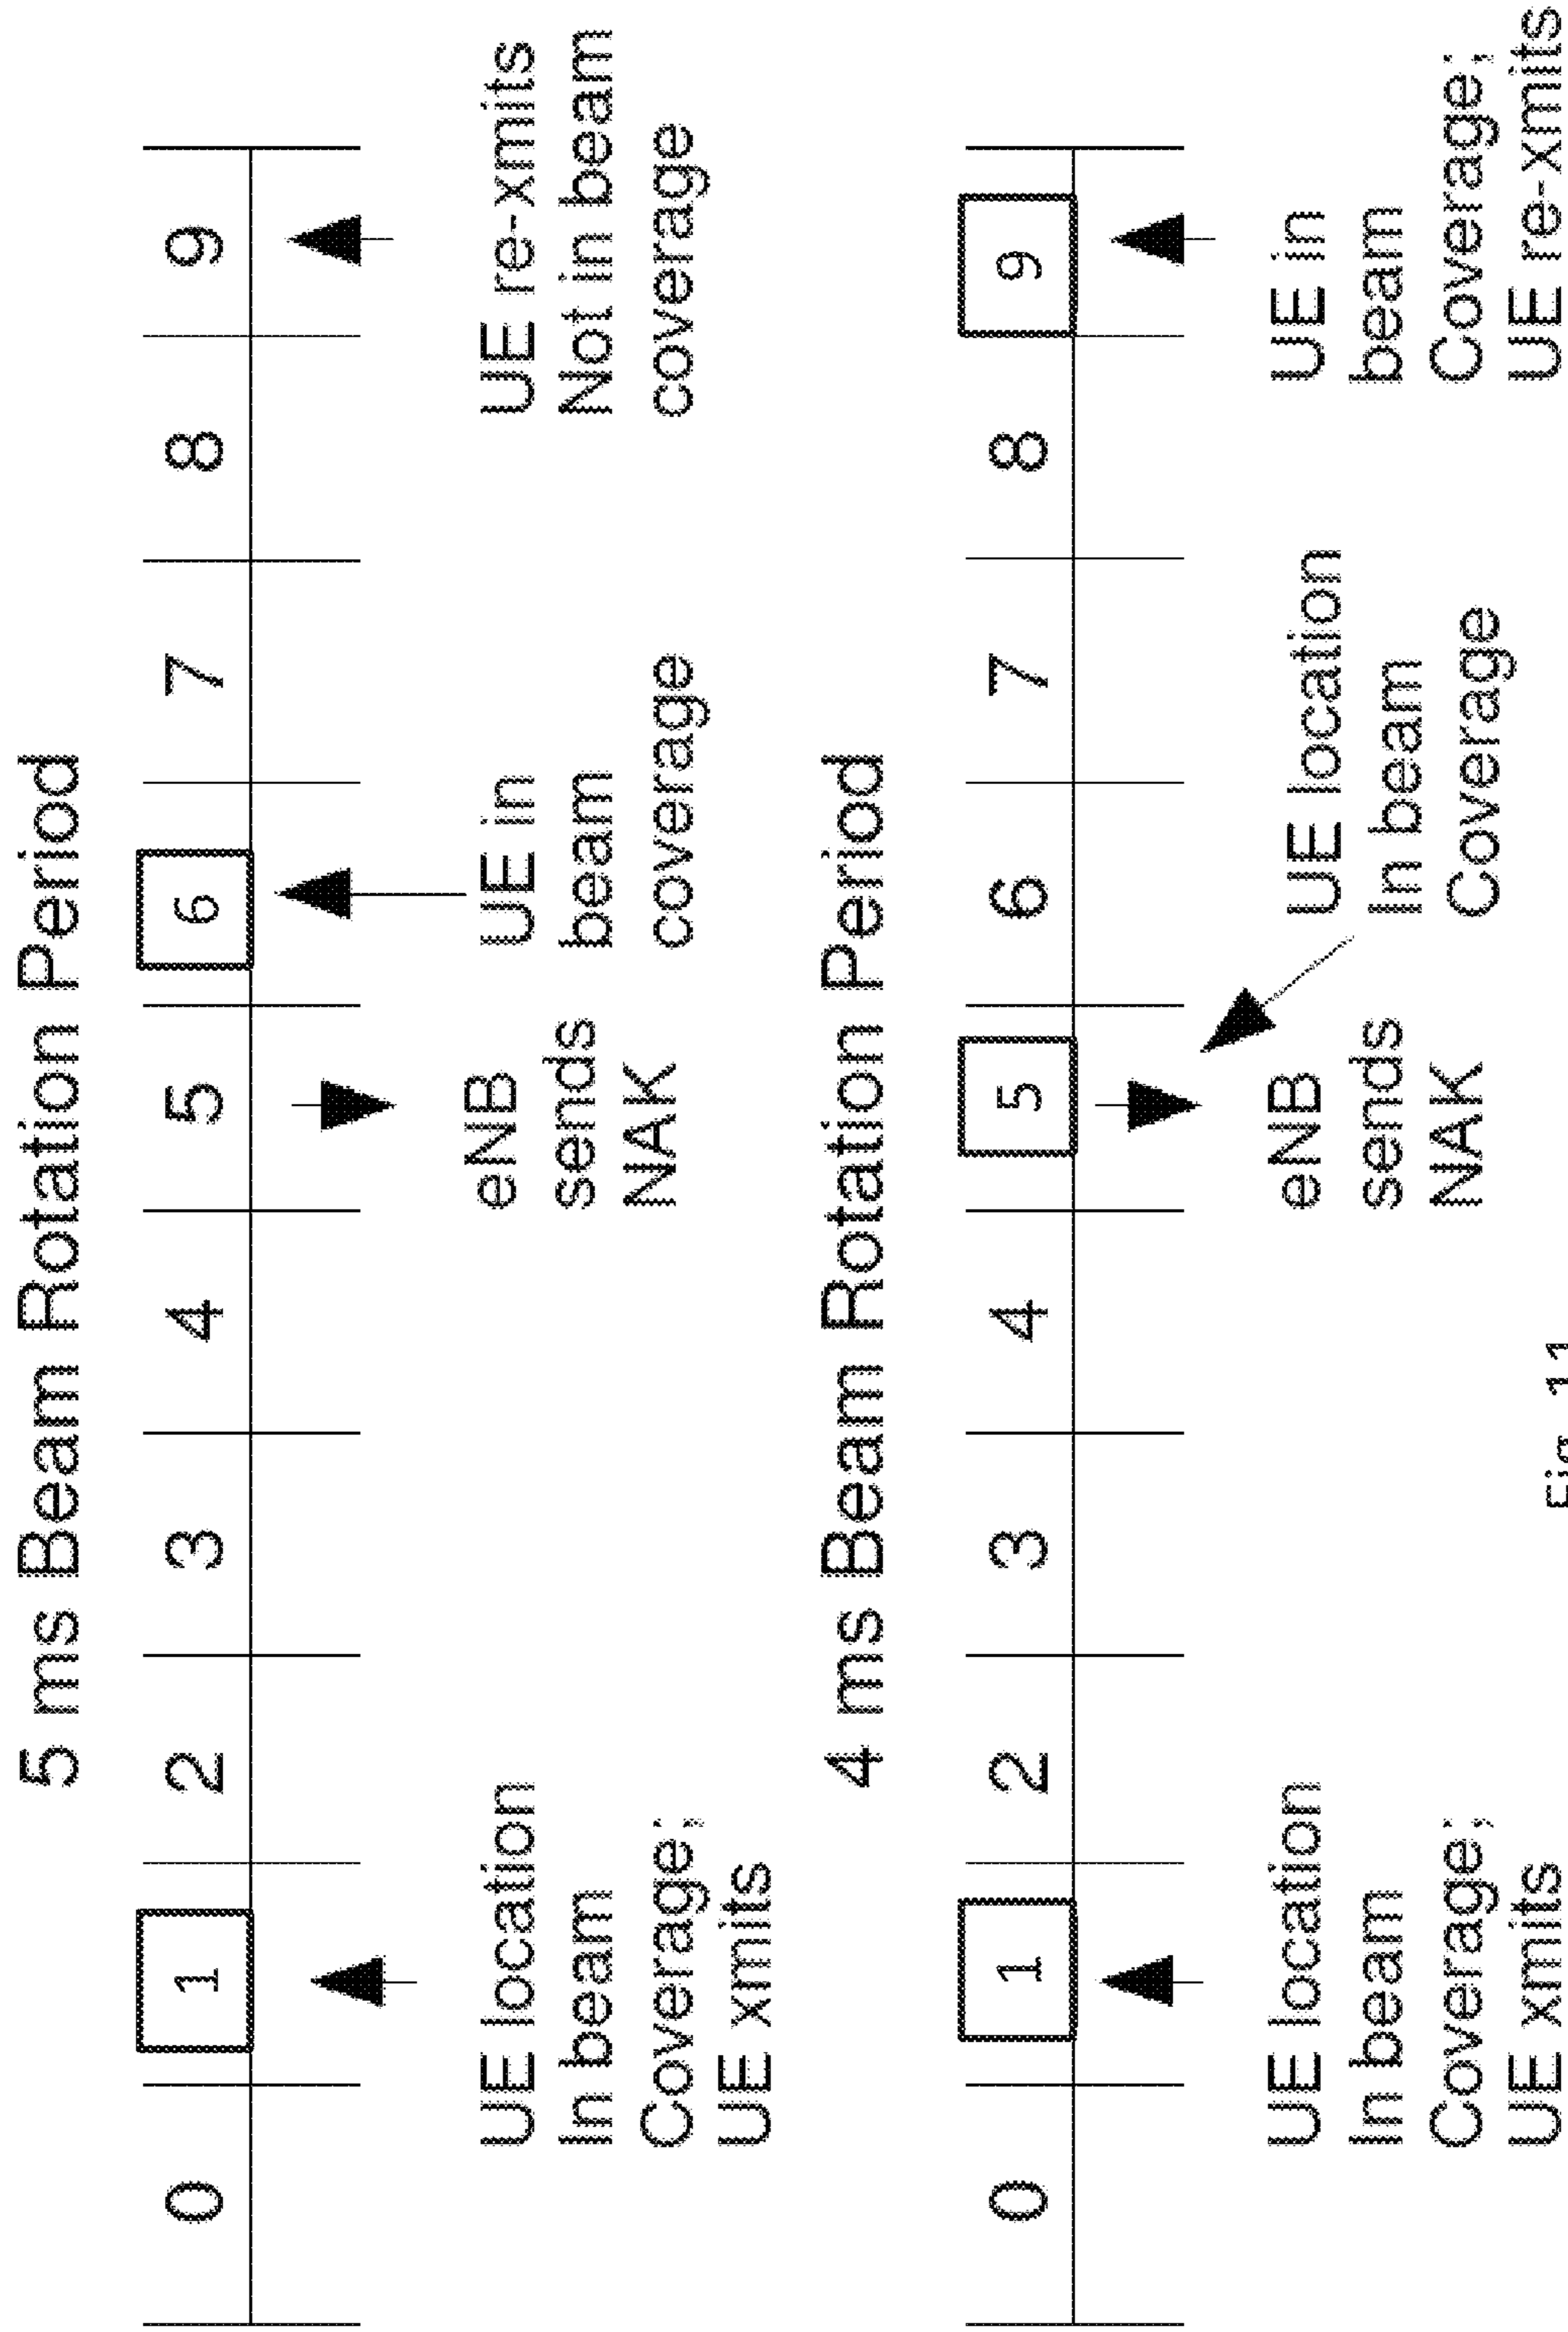 5 ms Beam Rotation Period
0 1 2 3 4 5 6 7 8 9
UE location
In beam
Coverage;
UE xmits
eNB
sends
NAK
UE in
beam
coverage
UE re-xmits
Not in beam
coverage
4 ms Beam Rotation Period
0 1 2 3 4 5 6 7 8 9
UE location
In beam
Coverage;
UE xmits
eNB
sends
NAK
UE location
In beam
Coverage
UE in
beam
Coverage;
UE re-xmits
Fig. 11